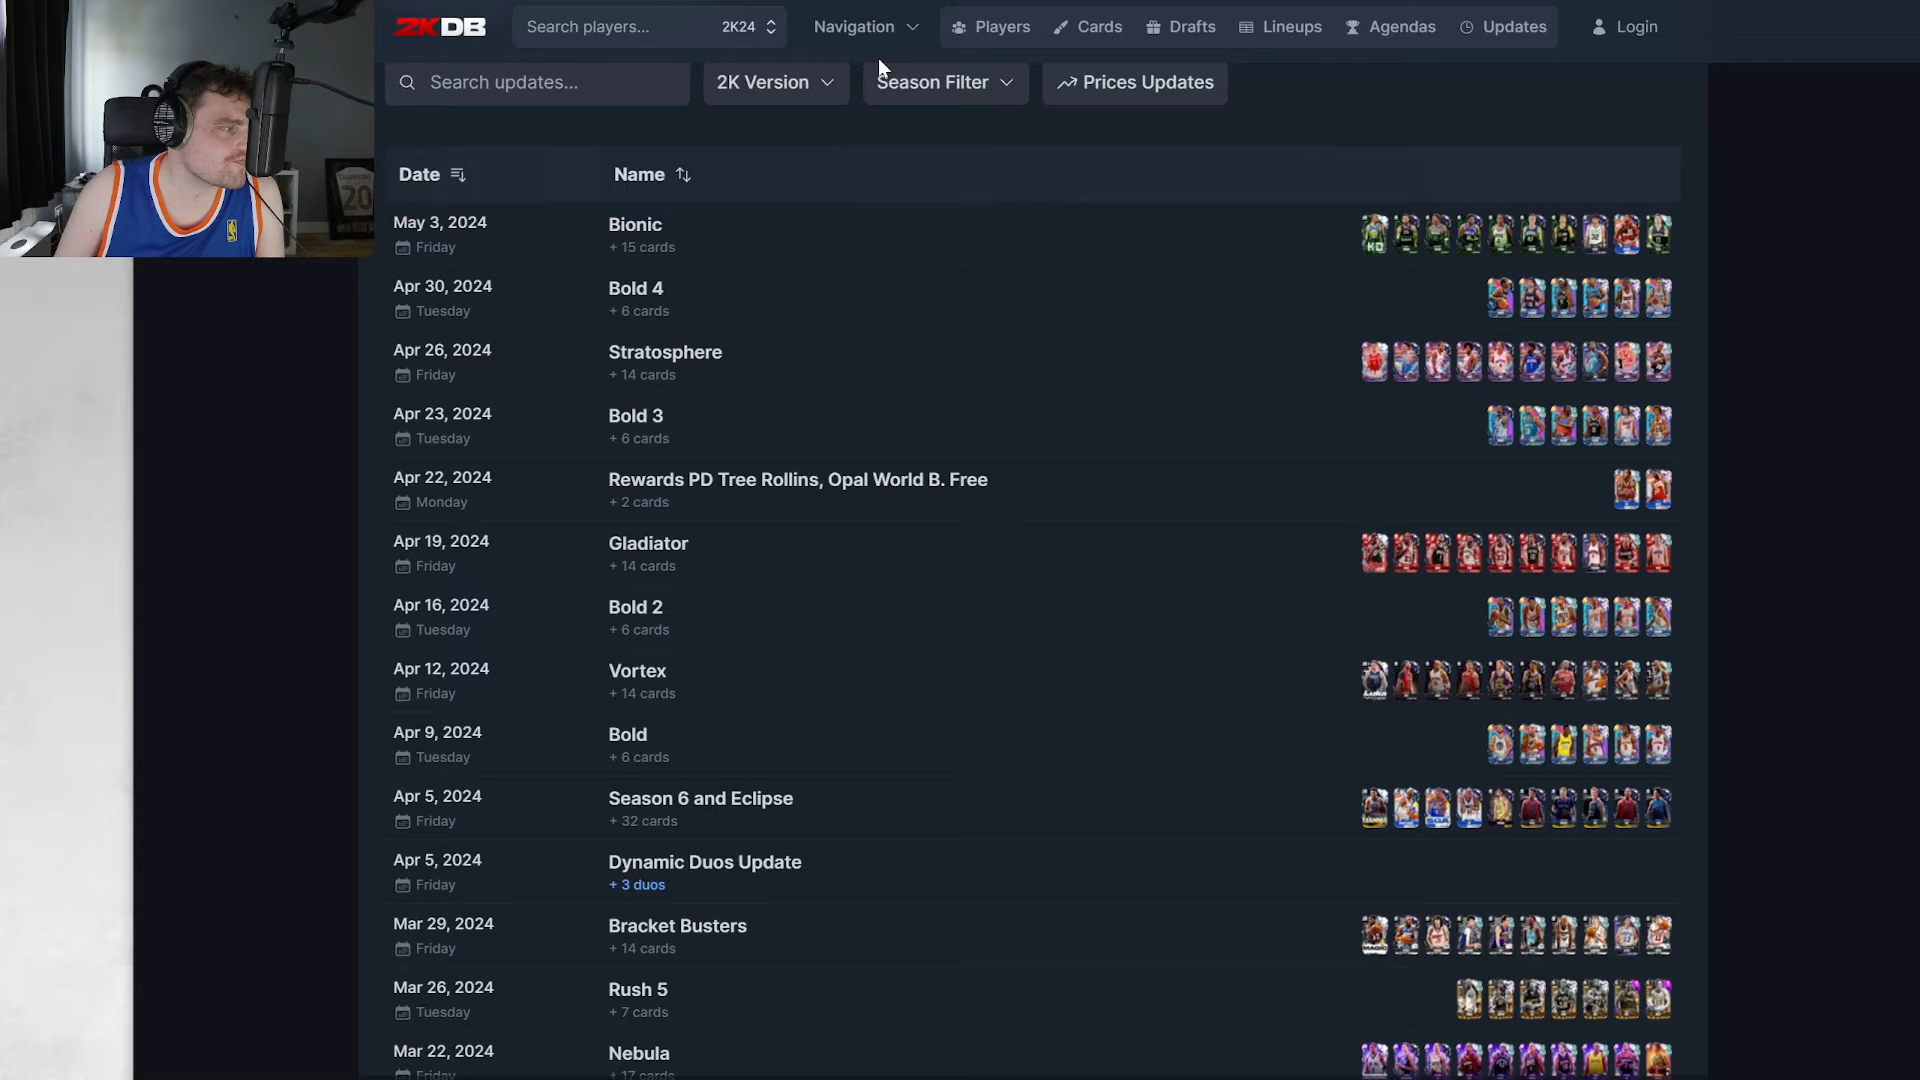 2KDB
Search players...
2K24
Navigation
Players
Cards
Drafts
Lineups
Agendas
Updates
Login
Search updates...
2K Version
Season Filter
Prices Updates
Date
Name
May 3, 2024
Friday
Bionic
+ 15 cards
Apr 30, 2024
Tuesday
Bold 4
+ 6 cards
Apr 26, 2024
Friday
Stratosphere
+ 14 cards
Apr 23, 2024
Tuesday
Bold 3
+ 6 cards
Apr 22, 2024
Monday
Rewards PD Tree Rollins, Opal World B. Free
+ 2 cards
Apr 19, 2024
Friday
Gladiator
+ 14 cards
Apr 16, 2024
Tuesday
Bold 2
+ 6 cards
Apr 12, 2024
Friday
Vortex
+ 14 cards
Apr 9, 2024
Tuesday
Bold
+ 6 cards
Apr 5, 2024
Friday
Season 6 and Eclipse
+ 32 cards
Apr 5, 2024
Friday
Dynamic Duos Update
+ 3 duos
Mar 29, 2024
Friday
Bracket Busters
+ 14 cards
Mar 26, 2024
Tuesday
Rush 5
+ 7 cards
Mar 22, 2024
Friday
Nebula
+ 17 cards
20